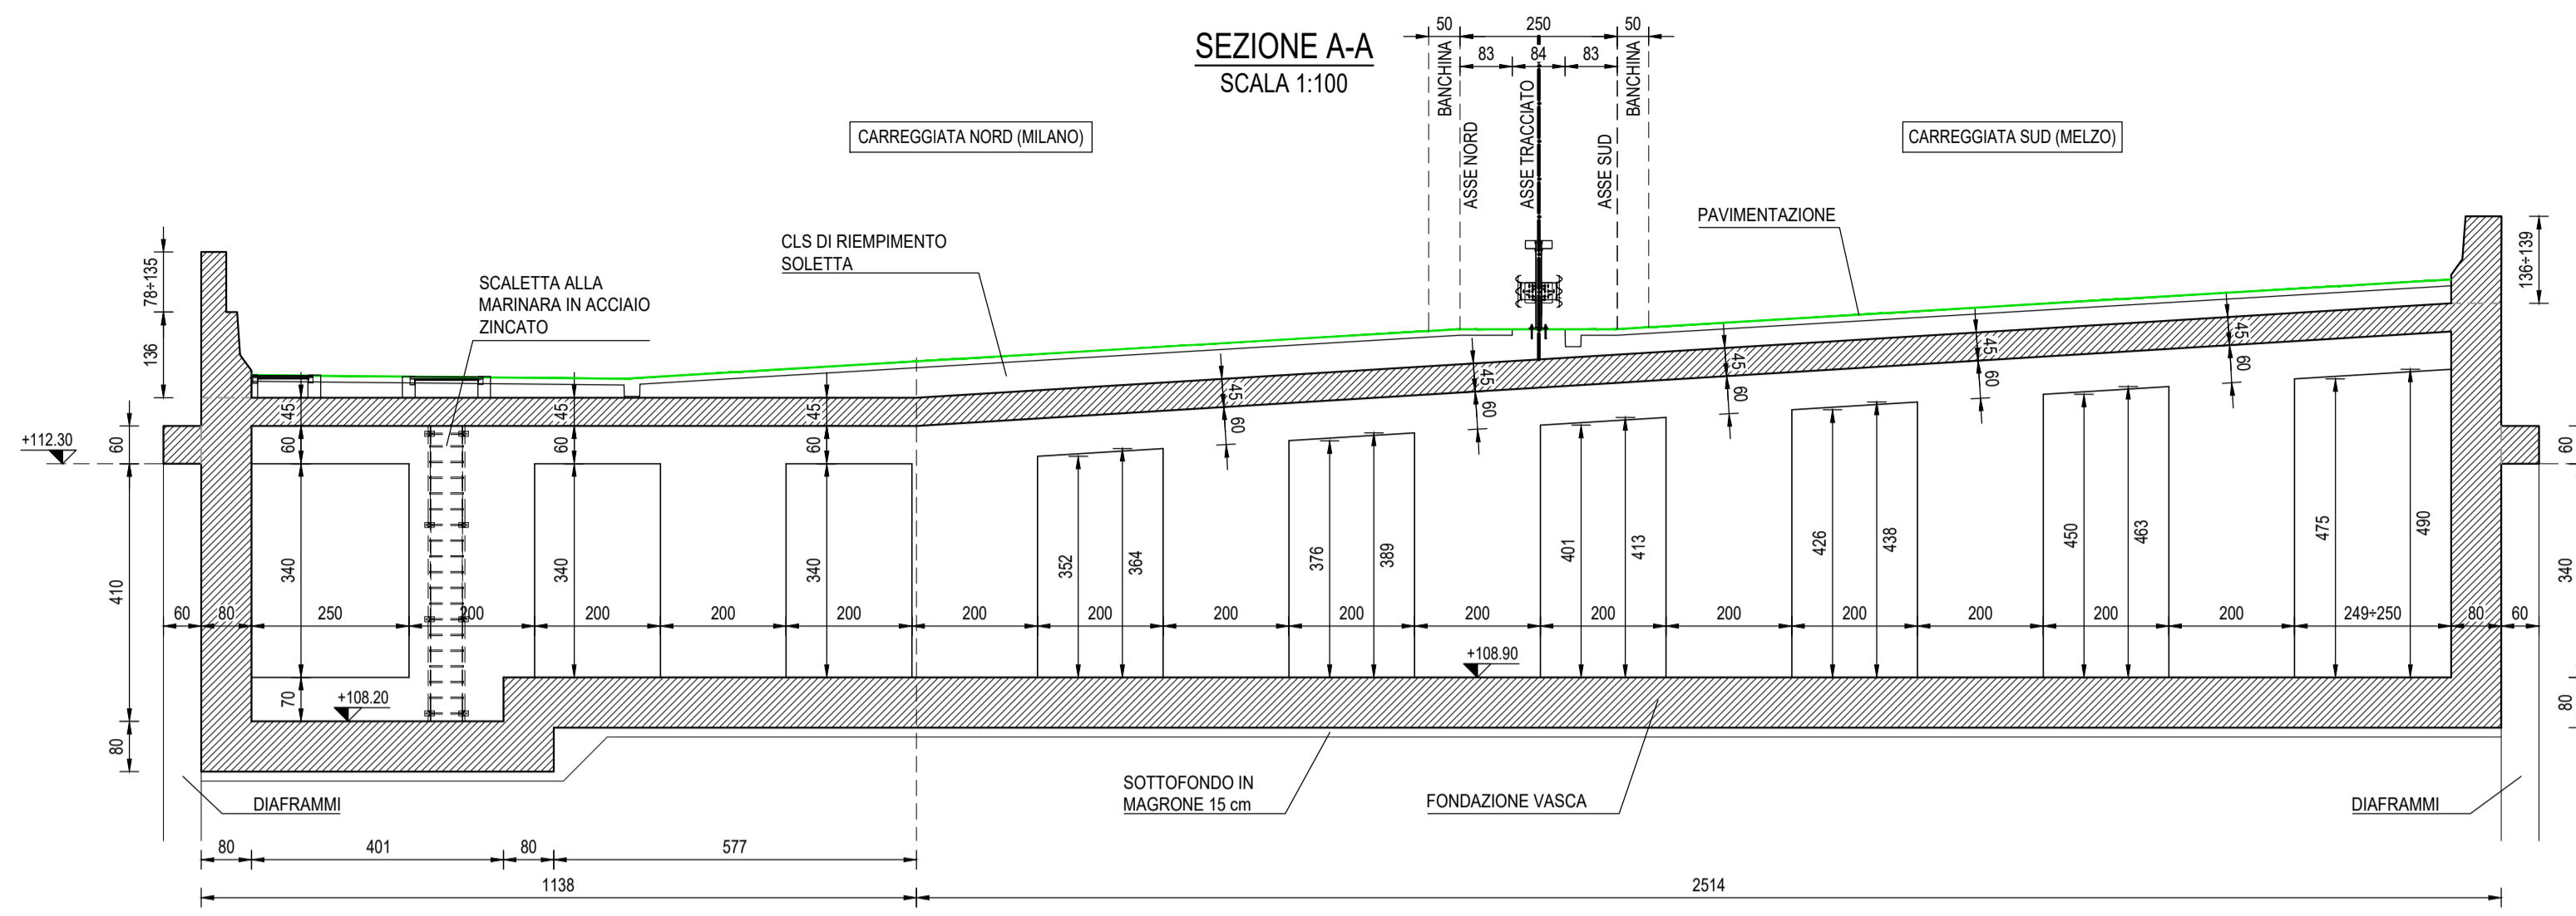 50 250 50
SEZIONE A-A
SCALA 1:100
83 84 83
BANCHINA
ASSE NORD
ASSE TRACCIATO
ASSE SUD
BANCHINA
CARREGGIATA NORD (MILANO)
CARREGGIATA SUD (MELZO)
PAVIMENTAZIONE
CLS DI RIEMPIMENTO
SOLETTA
SCALETTA ALLA
MARINARA IN ACCIAIO
ZINCATO
78÷135
136
136÷139
45 45 45 45 45 45 45 45
60 60 60 60 60 60 60 60
60
+112.30
410
80
60
340
80
340 340 340 352 364 376 389 401 413 426 438 450 463 475 490
60 80 250 200 200 200 200 200 200 200 200 200 200 200 200 200 200 200 200 249÷250 80 60
70
+108.20
+108.90
DIAFRAMMI
SOTTOFONDO IN
MAGRONE 15 cm
FONDAZIONE VASCA
DIAFRAMMI
80 401 80 577
1138 2514